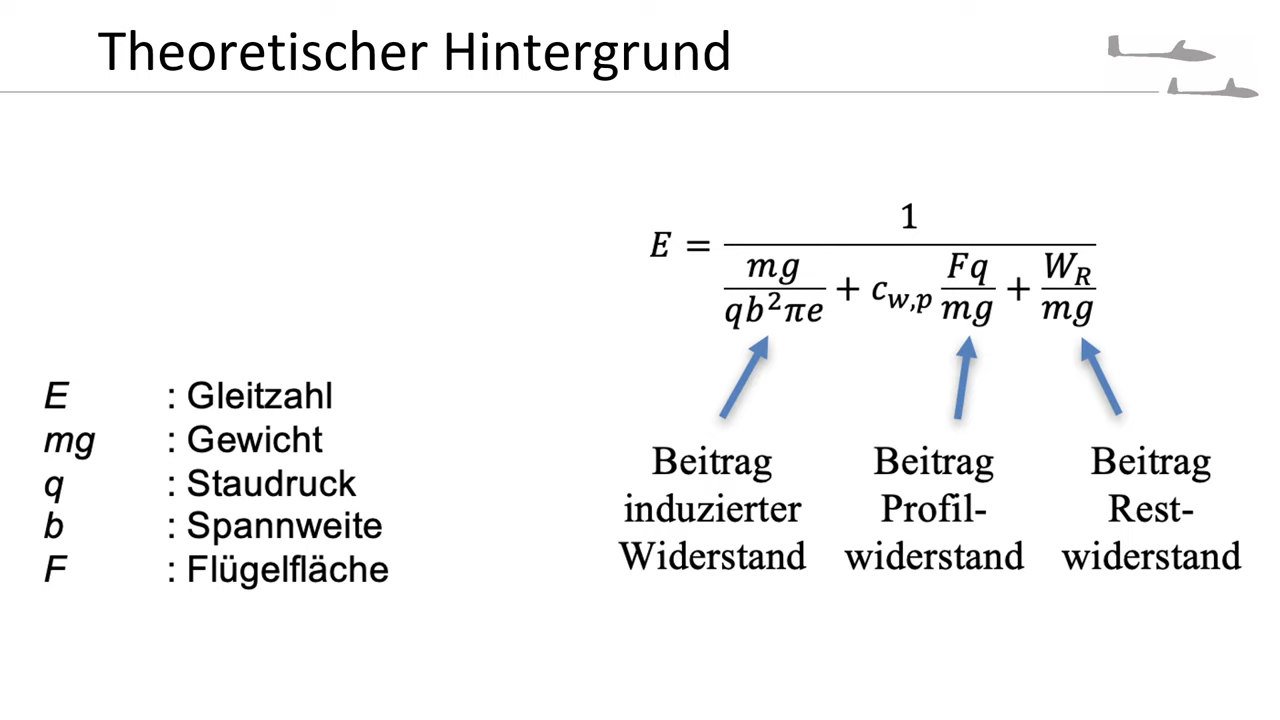 Theoretischer Hintergrund
E = 1 / (mg / (qb²πe) + c_w,p Fq / mg + W_R / mg)
E : Gleitzahl
mg : Gewicht
q : Staudruck
b : Spannweite
F : Flügelfläche
Beitrag
induzierter
Widerstand
Beitrag
Profil-
widerstand
Beitrag
Rest-
widerstand